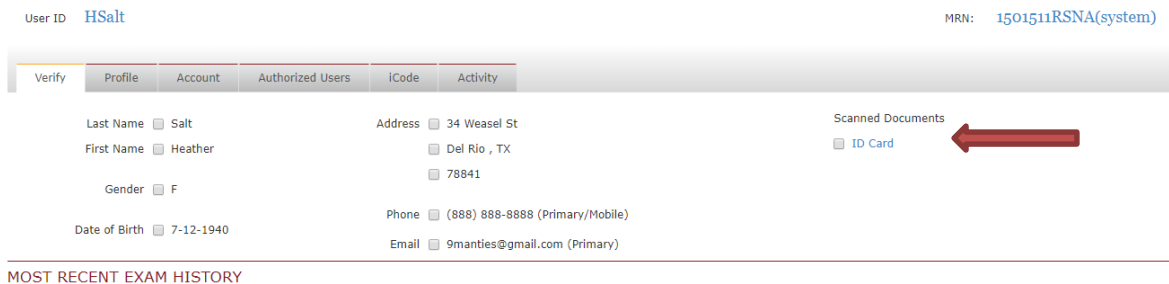 User ID HSalt MRN: 1501511RSNA(system)
Verify Profile Account Authorized Users iCode Activity
Last Name Salt
First Name Heather
Gender F
Date of Birth 7-12-1940
Address 34 Weasel St
Del Rio , TX
78841
Phone (888) 888-8888 (Primary/Mobile)
Email 9manties@gmail.com (Primary)
Scanned Documents
ID Card
MOST RECENT EXAM HISTORY